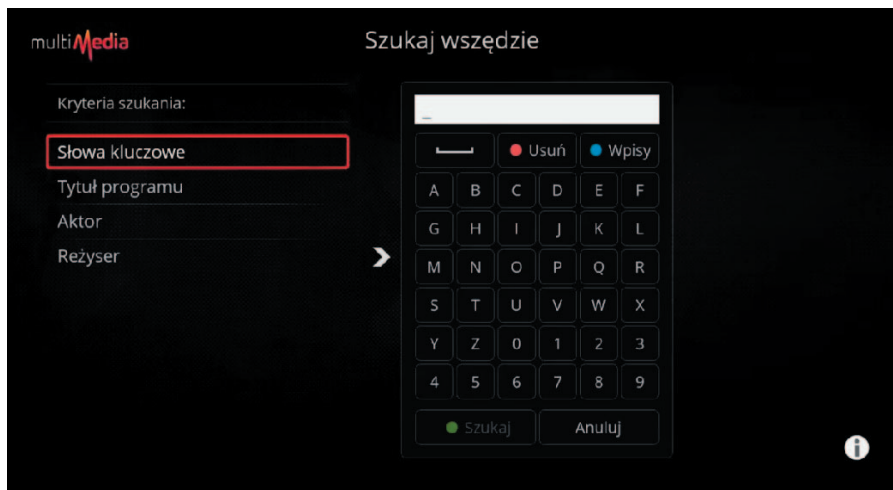 multiMedia
Szukaj wszędzie
Kryteria szukania:
Słowa kluczowe
Tytuł programu
Aktor
Reżyser
_
Usuń Wpisy
A B C D E F
G H I J K L
M N O P Q R
S T U V W X
Y Z 0 1 2 3
4 5 6 7 8 9
Szukaj Anuluj
i